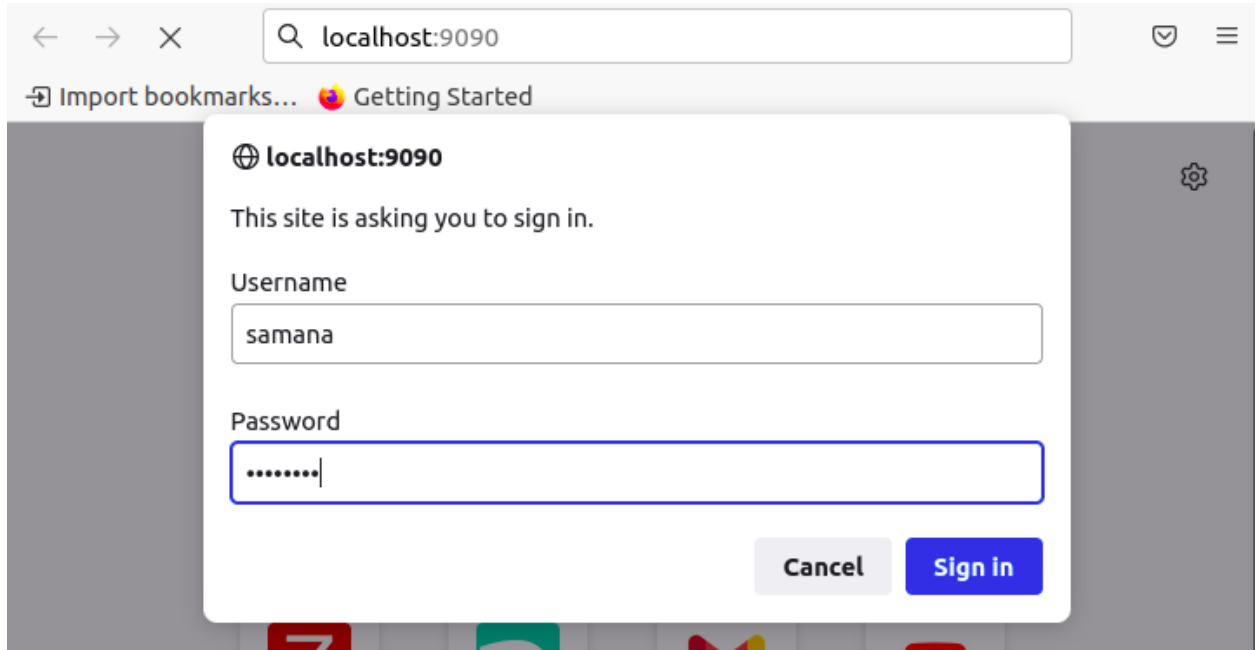 localhost:9090
Import bookmarks… Getting Started
localhost:9090
This site is asking you to sign in.
Username
samana
Password
••••••••
Cancel Sign in